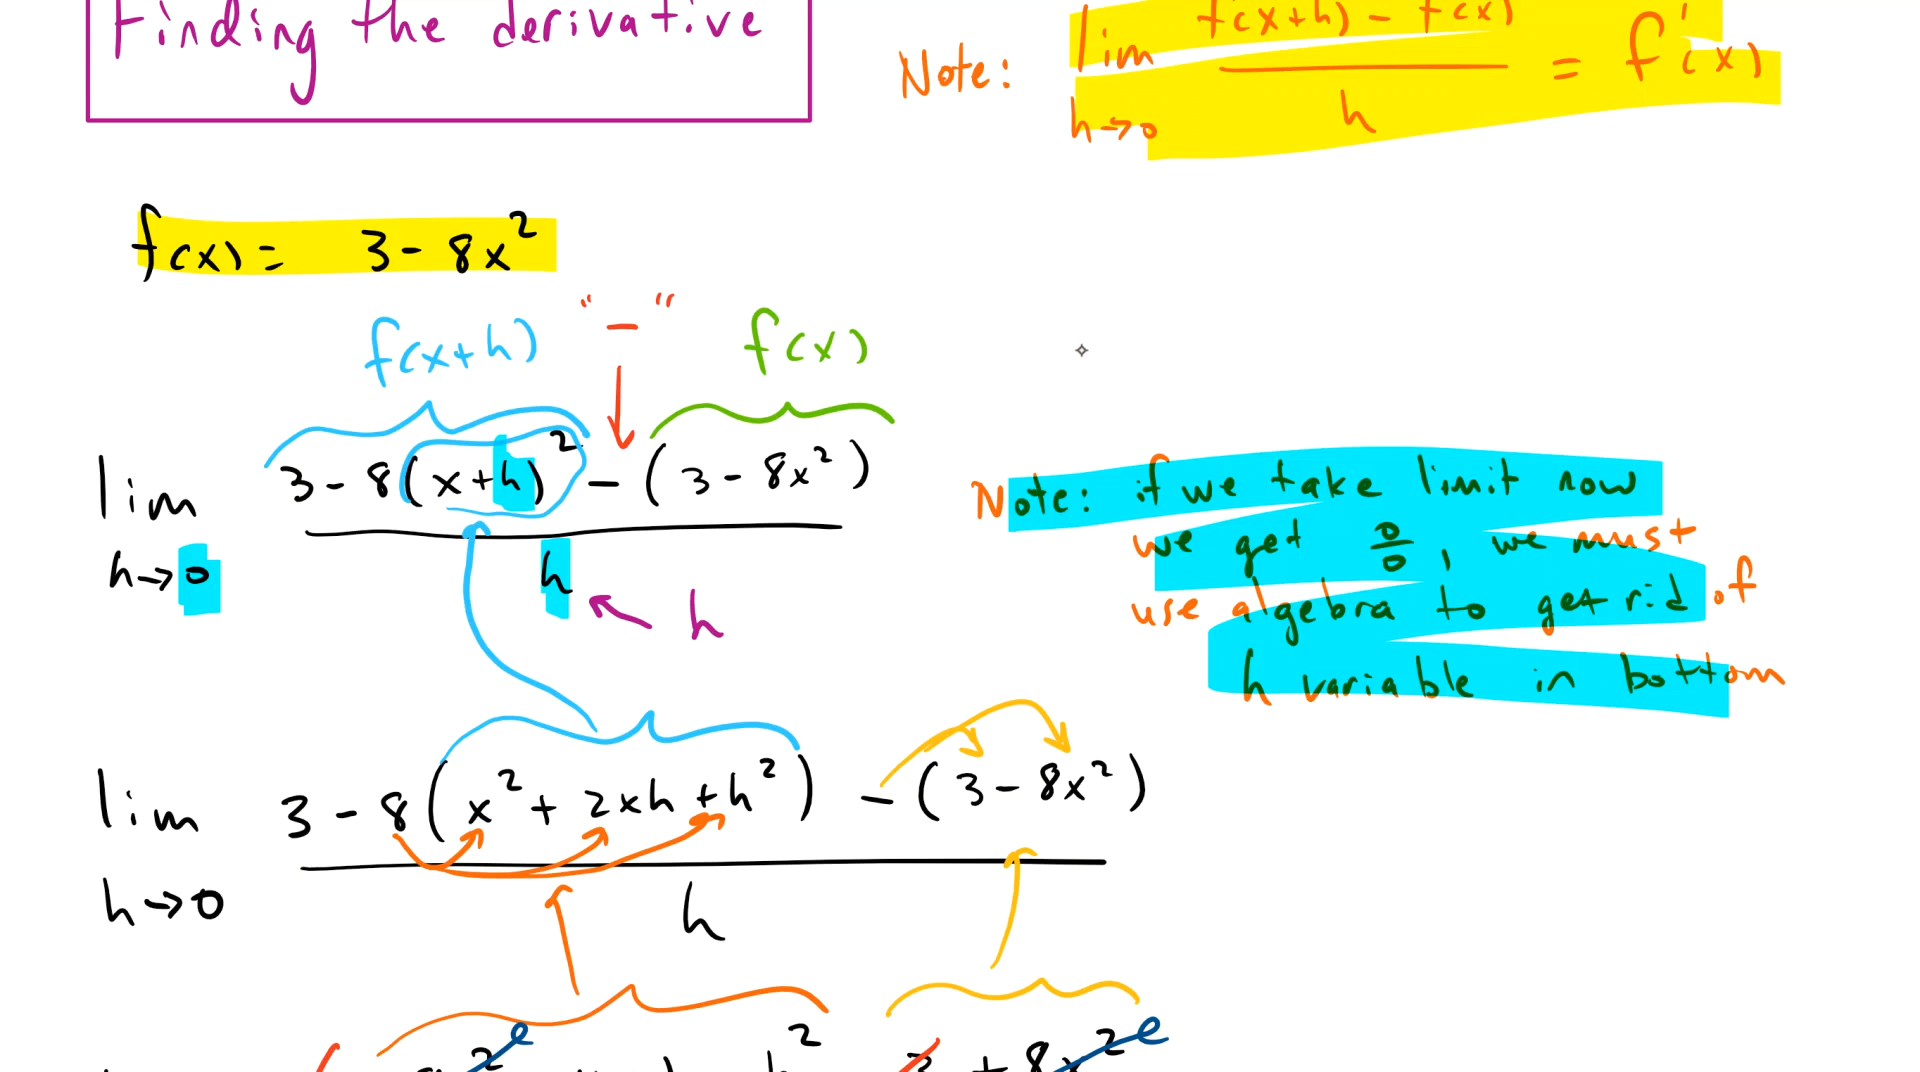 Finding the derivative
Note: lim h→0 f(x+h) - f(x) / h = f'(x)
f(x) = 3 - 8x²
f(x+h) "-" f(x)
lim h→0 3 - 8(x+h)² - (3 - 8x²) / h
h
Note: if we take limit now
we get 0/0, we must
use algebra to get rid of
h variable in bottom
lim h→0 3 - 8(x² + 2xh + h²) - (3 - 8x²) / h